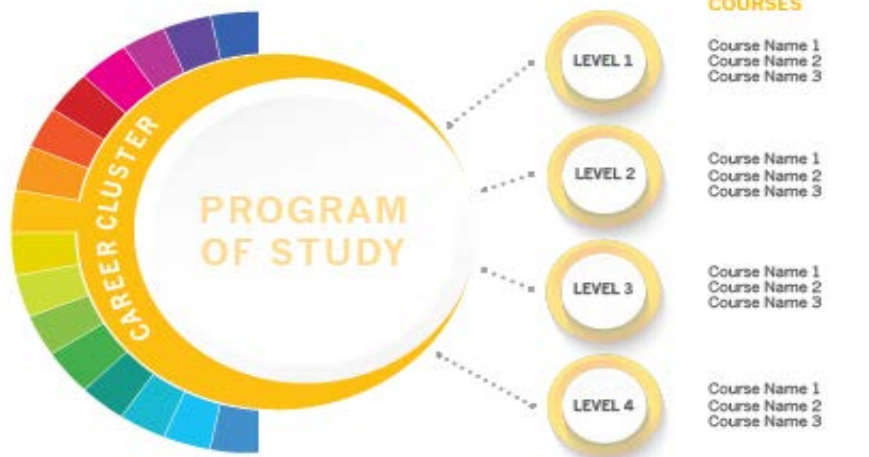 COURSES
CAREER CLUSTER
PROGRAM
OF STUDY
LEVEL 1
Course Name 1
Course Name 2
Course Name 3
LEVEL 2
Course Name 1
Course Name 2
Course Name 3
LEVEL 3
Course Name 1
Course Name 2
Course Name 3
LEVEL 4
Course Name 1
Course Name 2
Course Name 3